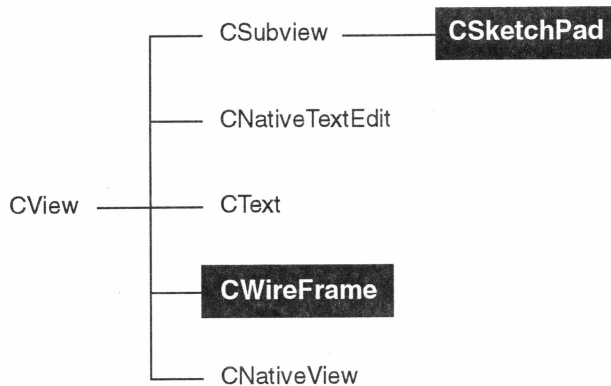 CSubview
CSketchPad
CNativeTextEdit
CView
CText
CWireFrame
CNativeView